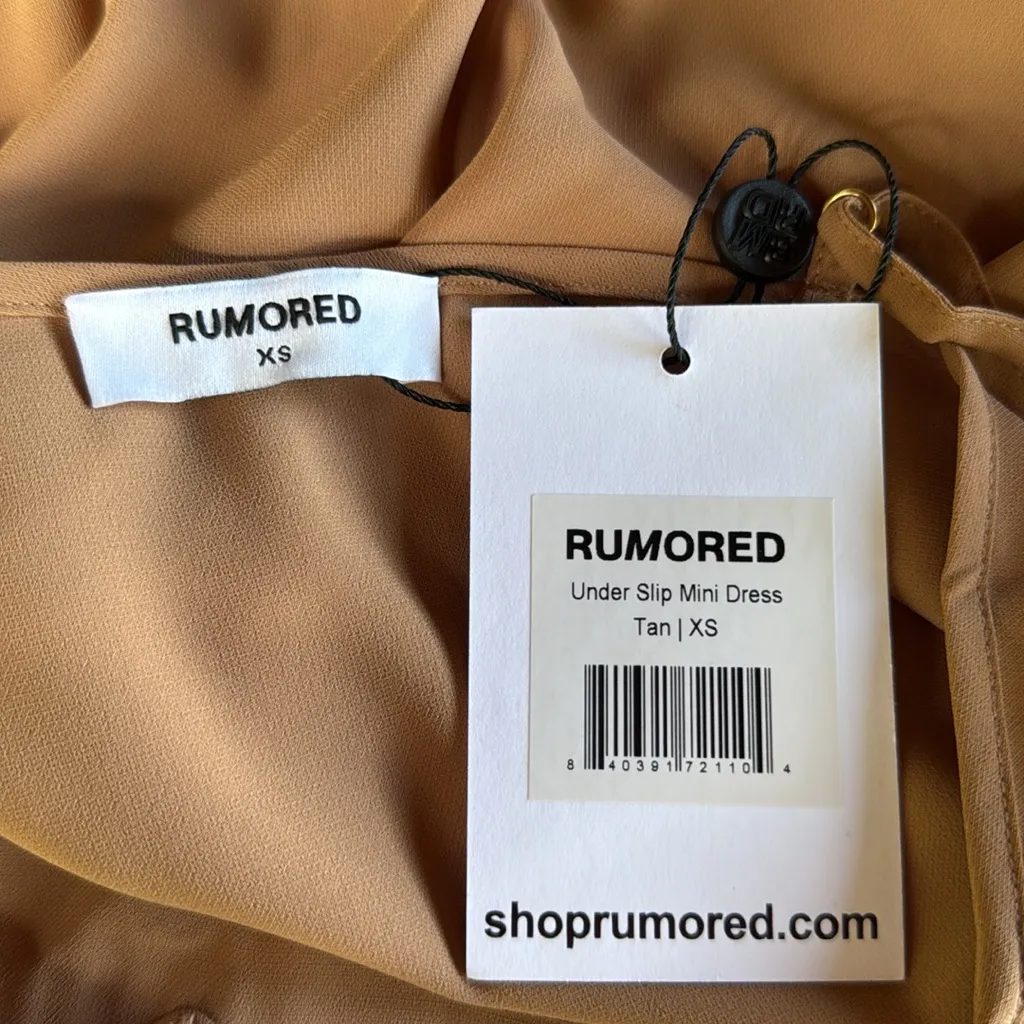 RUMORED
XS
RUMORED
Under Slip Mini Dress
Tan | XS
8 40391 72110 4
shoprumored.com